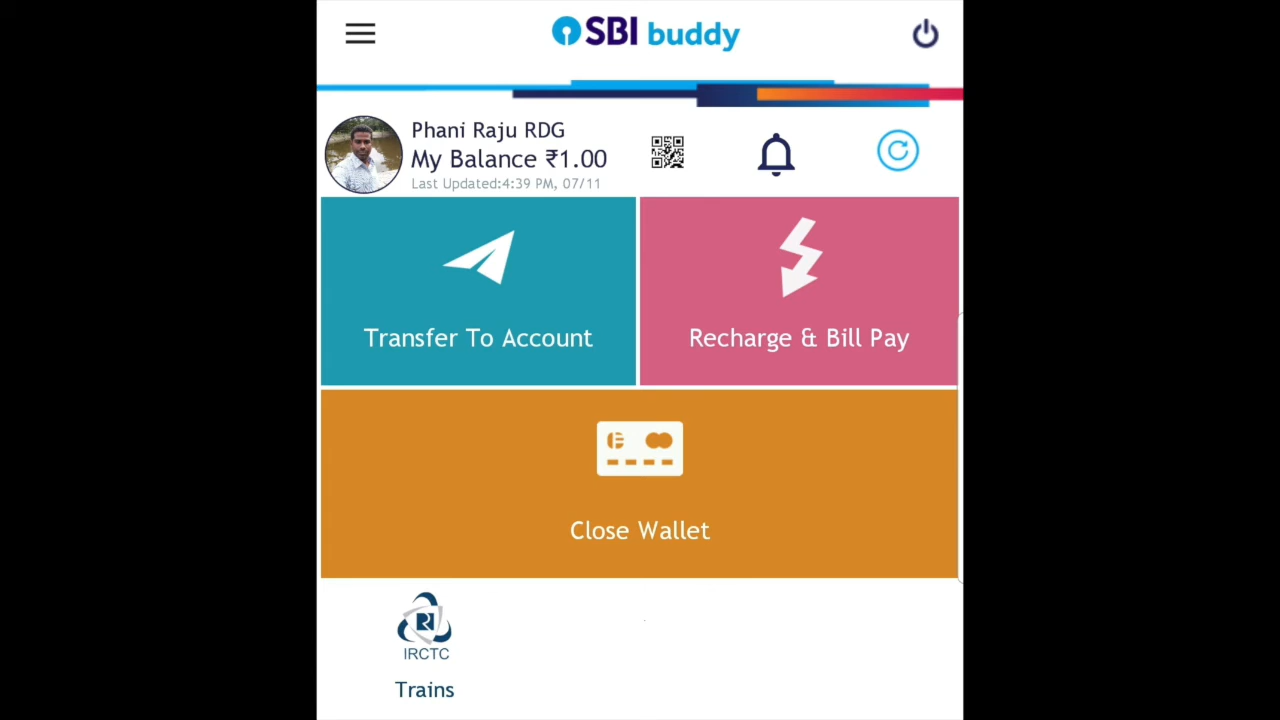 SBI buddy
Phani Raju RDG
My Balance ₹1.00
Last Updated:4:39 PM, 07/11
Transfer To Account
Recharge & Bill Pay
Close Wallet
IRCTC
Trains